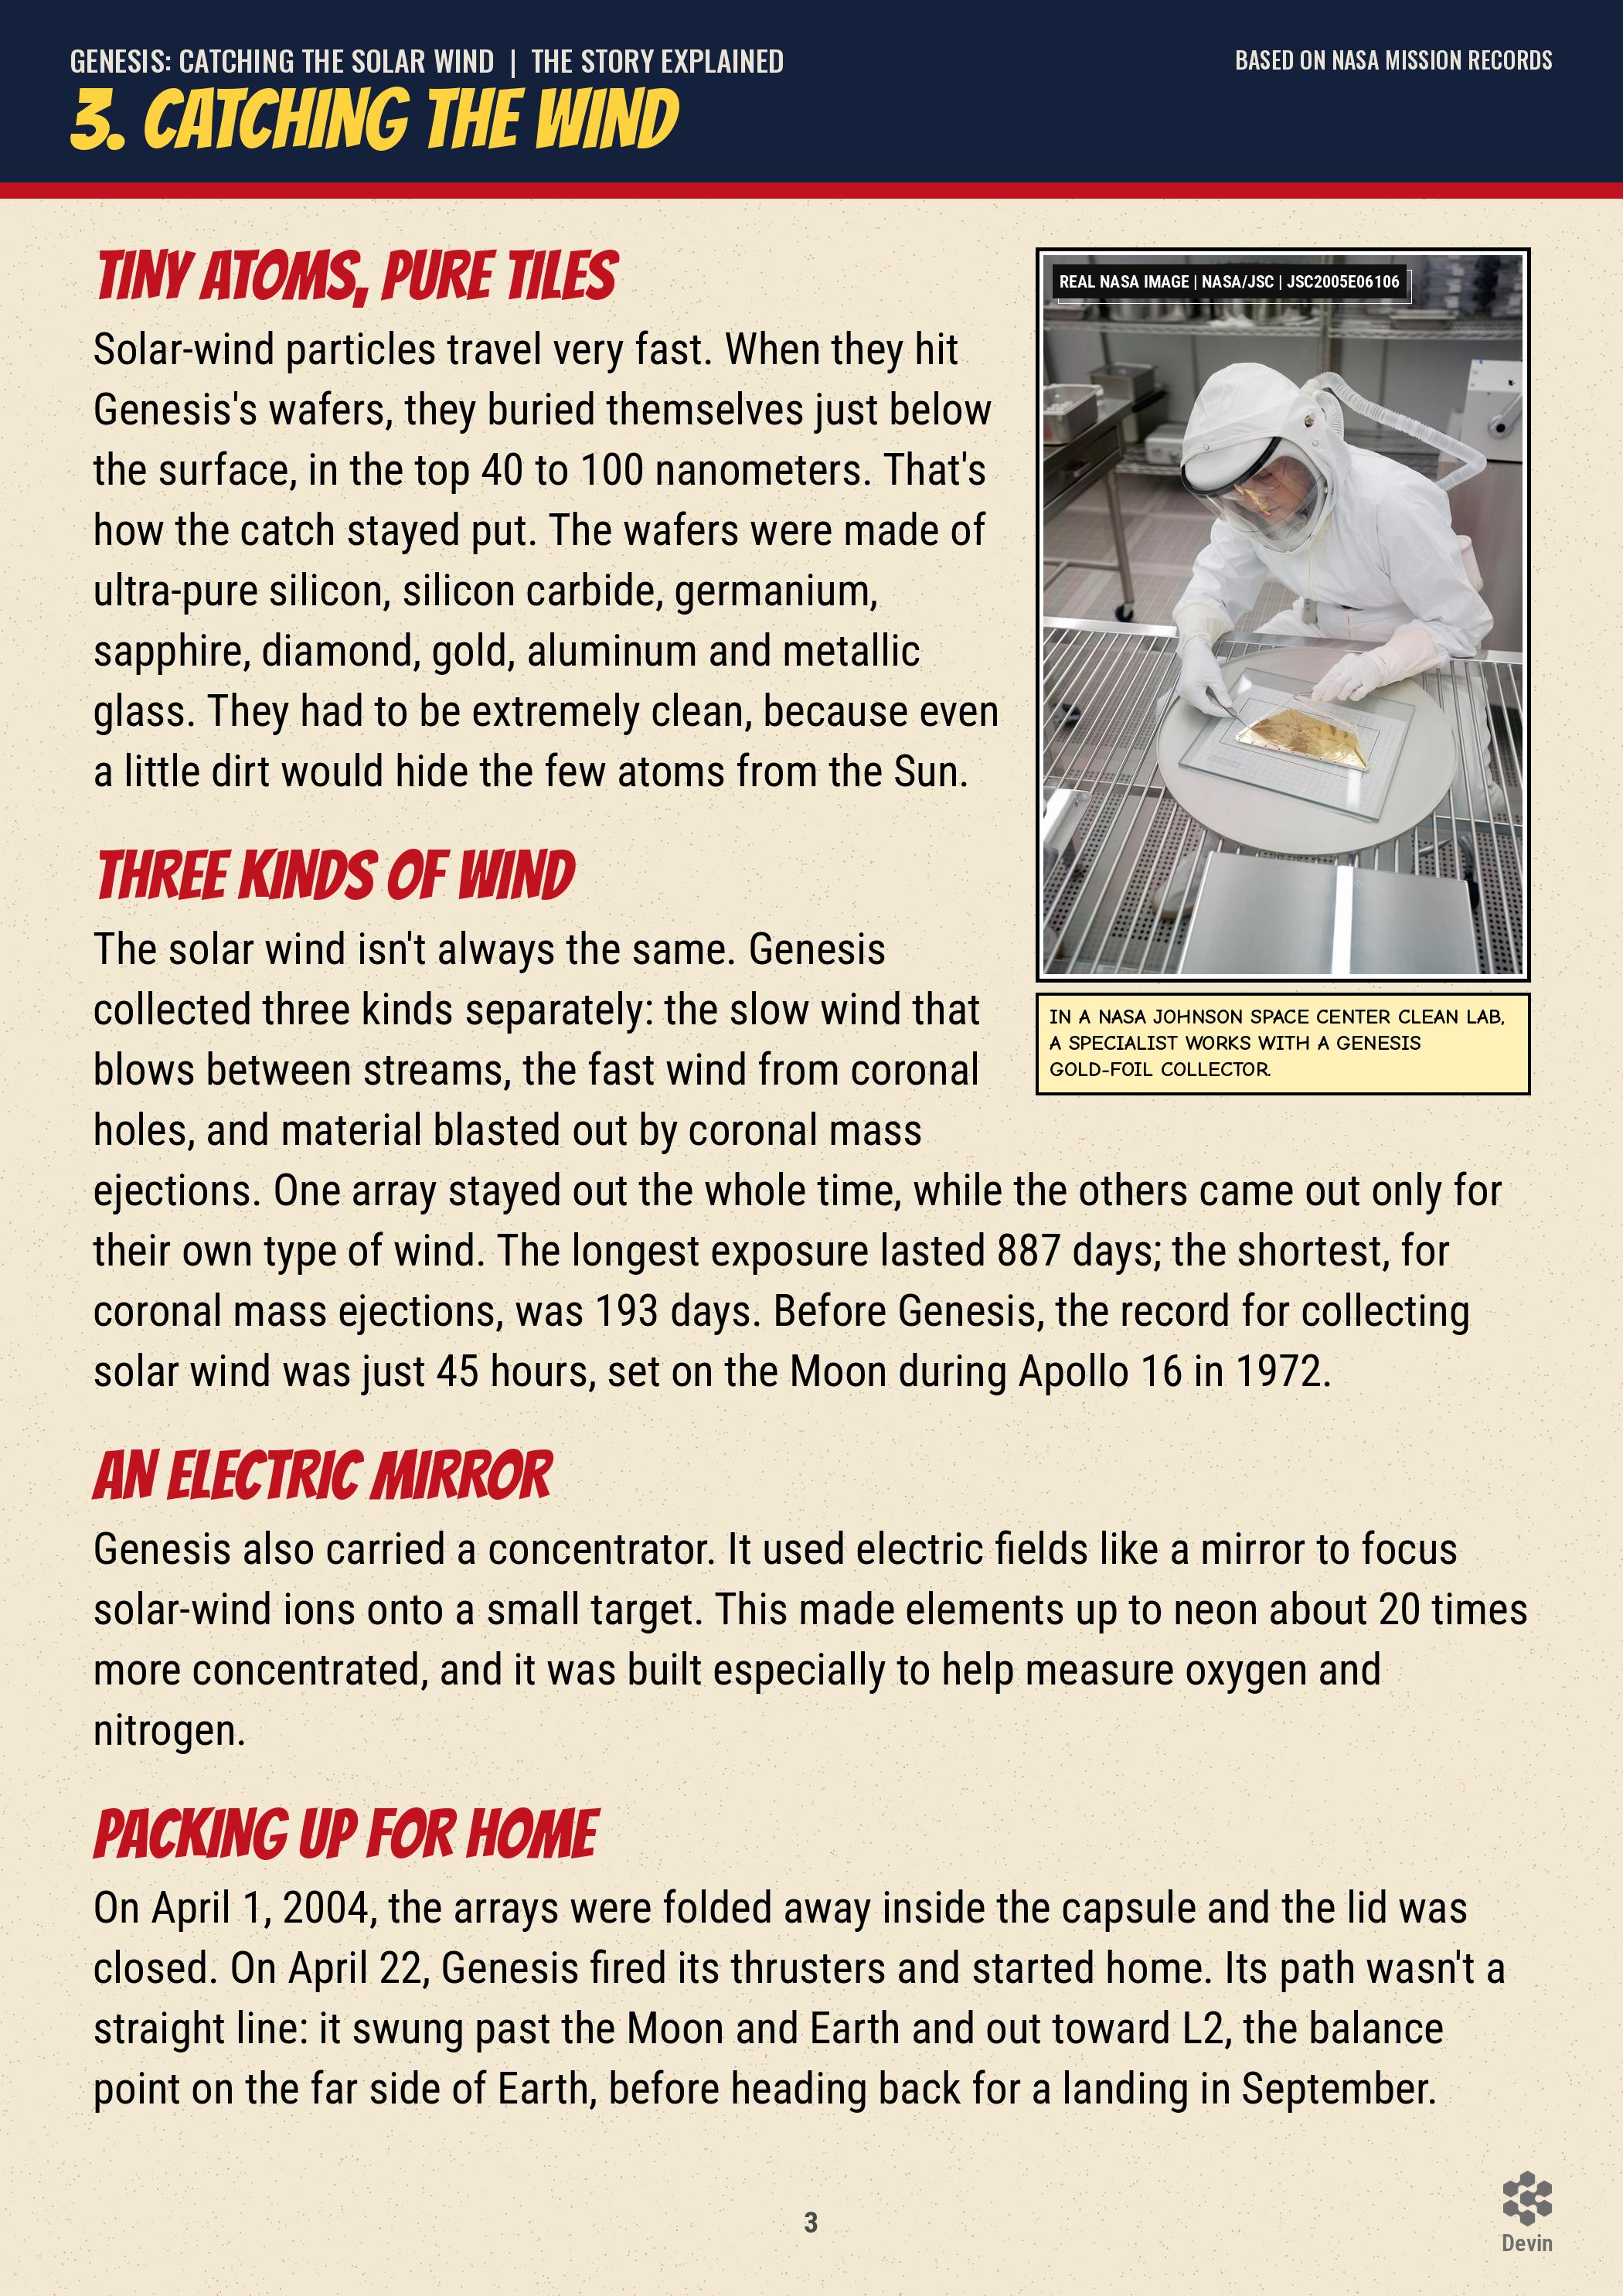 GENESIS: CATCHING THE SOLAR WIND | THE STORY EXPLAINED
BASED ON NASA MISSION RECORDS
3. CATCHING THE WIND
TINY ATOMS, PURE TILES
Solar-wind particles travel very fast. When they hit
Genesis's wafers, they buried themselves just below
the surface, in the top 40 to 100 nanometers. That's
how the catch stayed put. The wafers were made of
ultra-pure silicon, silicon carbide, germanium,
sapphire, diamond, gold, aluminum and metallic
glass. They had to be extremely clean, because even
a little dirt would hide the few atoms from the Sun.
REAL NASA IMAGE | NASA/JSC | JSC2005E06106
IN A NASA JOHNSON SPACE CENTER CLEAN LAB,
A SPECIALIST WORKS WITH A GENESIS
GOLD-FOIL COLLECTOR.
THREE KINDS OF WIND
The solar wind isn't always the same. Genesis
collected three kinds separately: the slow wind that
blows between streams, the fast wind from coronal
holes, and material blasted out by coronal mass
ejections. One array stayed out the whole time, while the others came out only for
their own type of wind. The longest exposure lasted 887 days; the shortest, for
coronal mass ejections, was 193 days. Before Genesis, the record for collecting
solar wind was just 45 hours, set on the Moon during Apollo 16 in 1972.
AN ELECTRIC MIRROR
Genesis also carried a concentrator. It used electric fields like a mirror to focus
solar-wind ions onto a small target. This made elements up to neon about 20 times
more concentrated, and it was built especially to help measure oxygen and
nitrogen.
PACKING UP FOR HOME
On April 1, 2004, the arrays were folded away inside the capsule and the lid was
closed. On April 22, Genesis fired its thrusters and started home. Its path wasn't a
straight line: it swung past the Moon and Earth and out toward L2, the balance
point on the far side of Earth, before heading back for a landing in September.
3
Devin